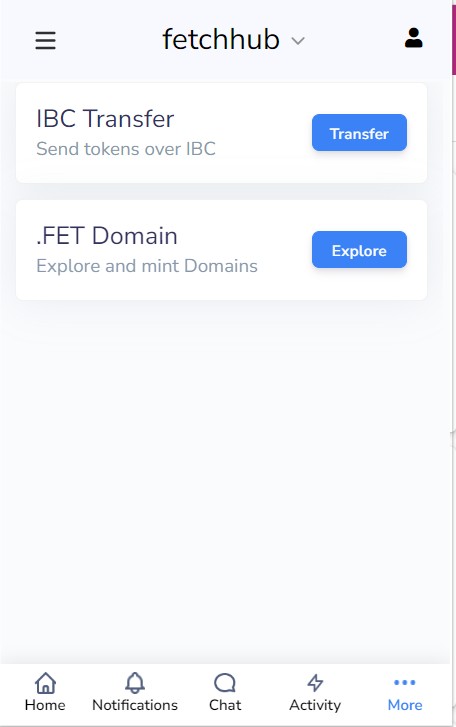 fetchhub
IBC Transfer
Send tokens over IBC
Transfer
.FET Domain
Explore and mint Domains
Explore
Home
Notifications
Chat
Activity
More